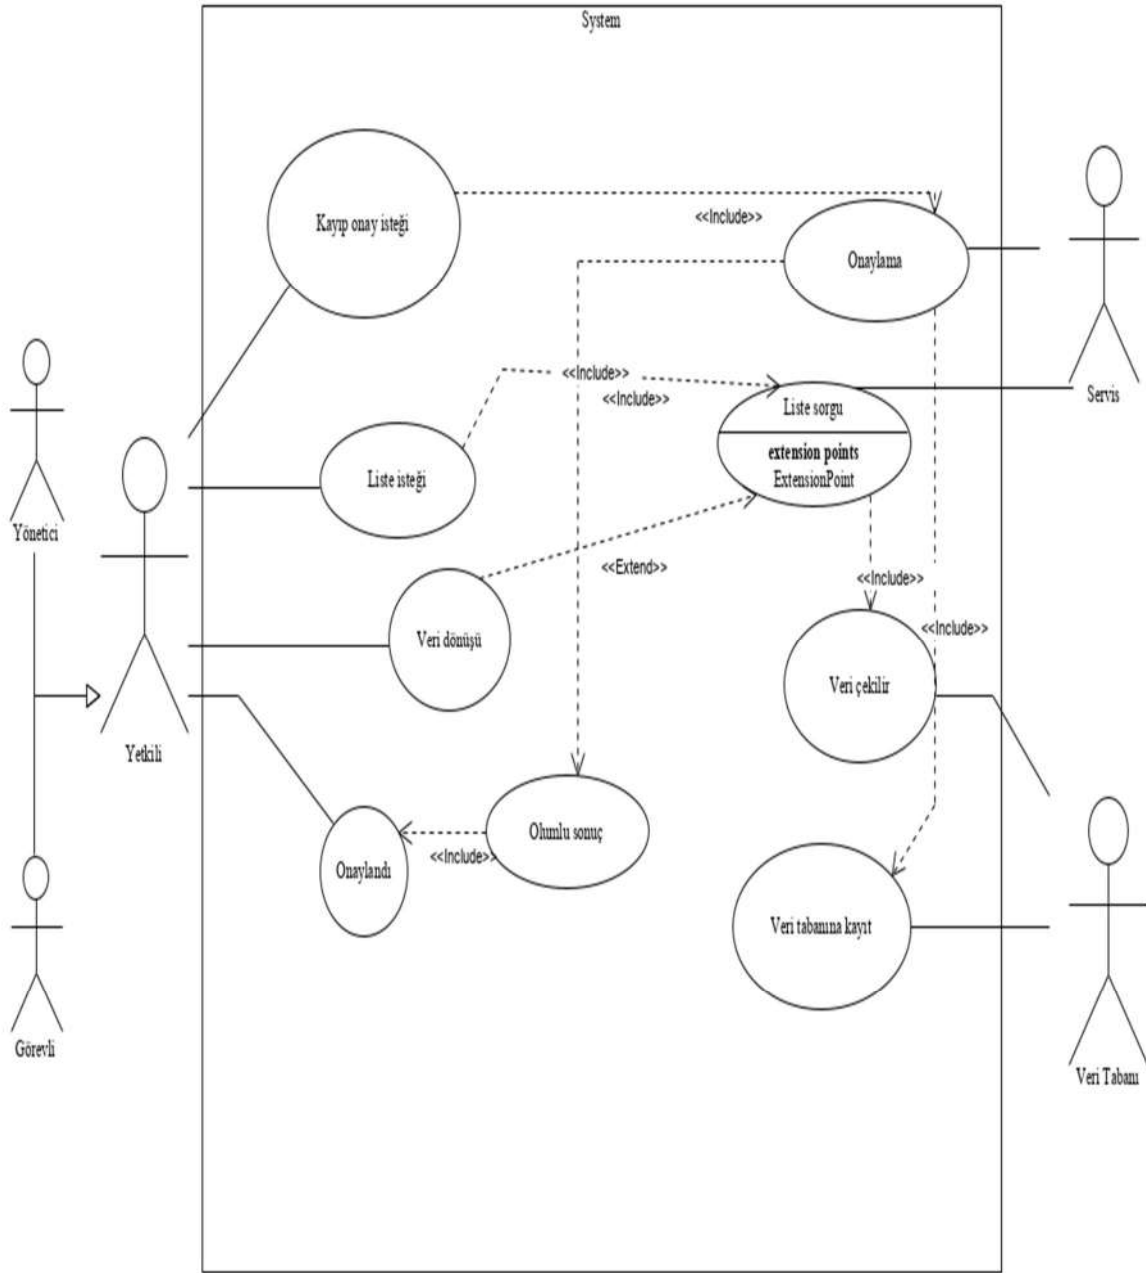 System
Kayıp onay isteği
<<Include>>
Onaylama
Servis
<<Include>>
<<Include>>
Liste sorgu
extension points
ExtensionPoint
Liste isteği
Yönetici
<<Extend>>
<<Include>>
<<Include>>
Veri dönüşü
Veri çekilir
Yetkili
Olumlu sonuç
<<Include>>
Onaylandı
Veri tabanına kayıt
Görevli
Veri Tabanı